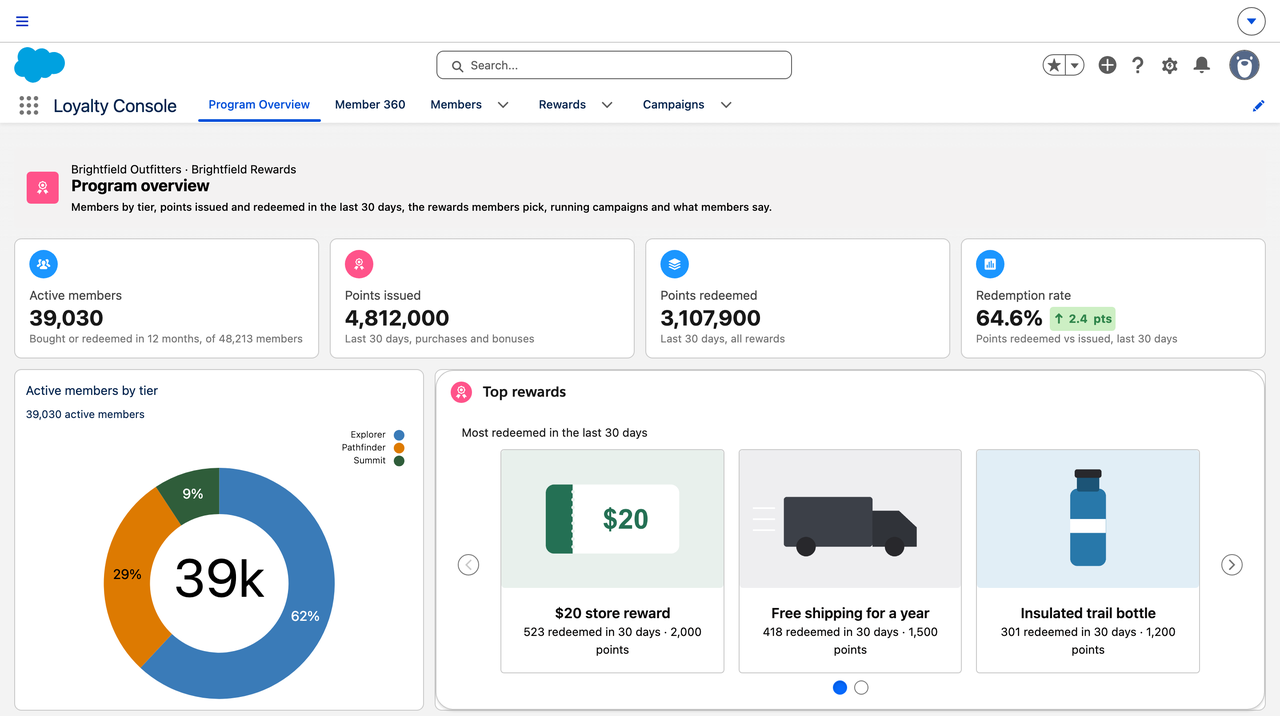 Search...
Loyalty Console
Program Overview
Member 360
Members
Rewards
Campaigns
Brightfield Outfitters · Brightfield Rewards
Program overview
Members by tier, points issued and redeemed in the last 30 days, the rewards members pick, running campaigns and what members say.
Active members
39,030
Bought or redeemed in 12 months, of 48,213 members
Points issued
4,812,000
Last 30 days, purchases and bonuses
Points redeemed
3,107,900
Last 30 days, all rewards
Redemption rate
64.6% ↑ 2.4 pts
Points redeemed vs issued, last 30 days
Active members by tier
39,030 active members
Explorer
Pathfinder
Summit
9%
29%
39k
62%
Top rewards
Most redeemed in the last 30 days
$20
$20 store reward
523 redeemed in 30 days · 2,000
points
Free shipping for a year
418 redeemed in 30 days · 1,500
points
Insulated trail bottle
301 redeemed in 30 days · 1,200
points